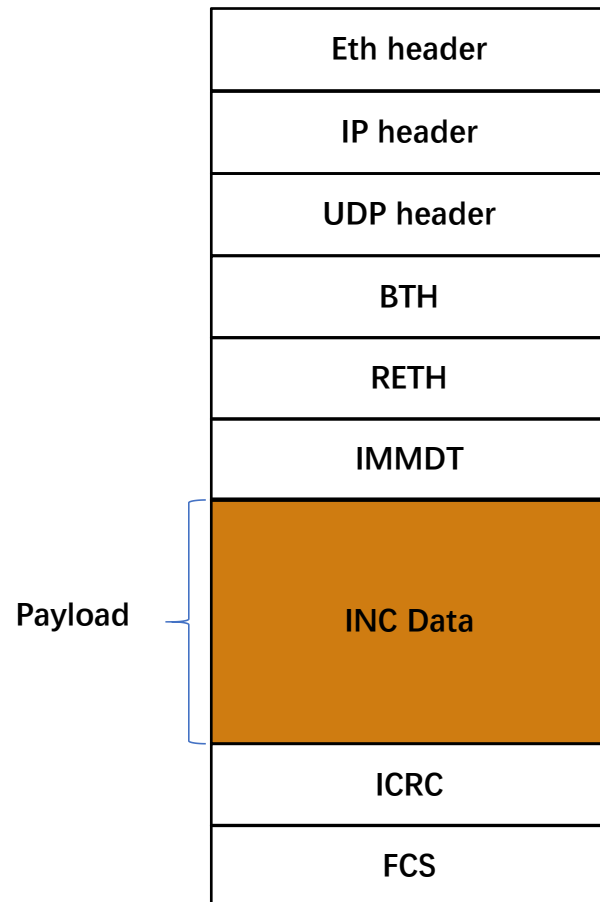 Eth header
IP header
UDP header
BTH
RETH
IMMDT
Payload
INC Data
ICRC
FCS